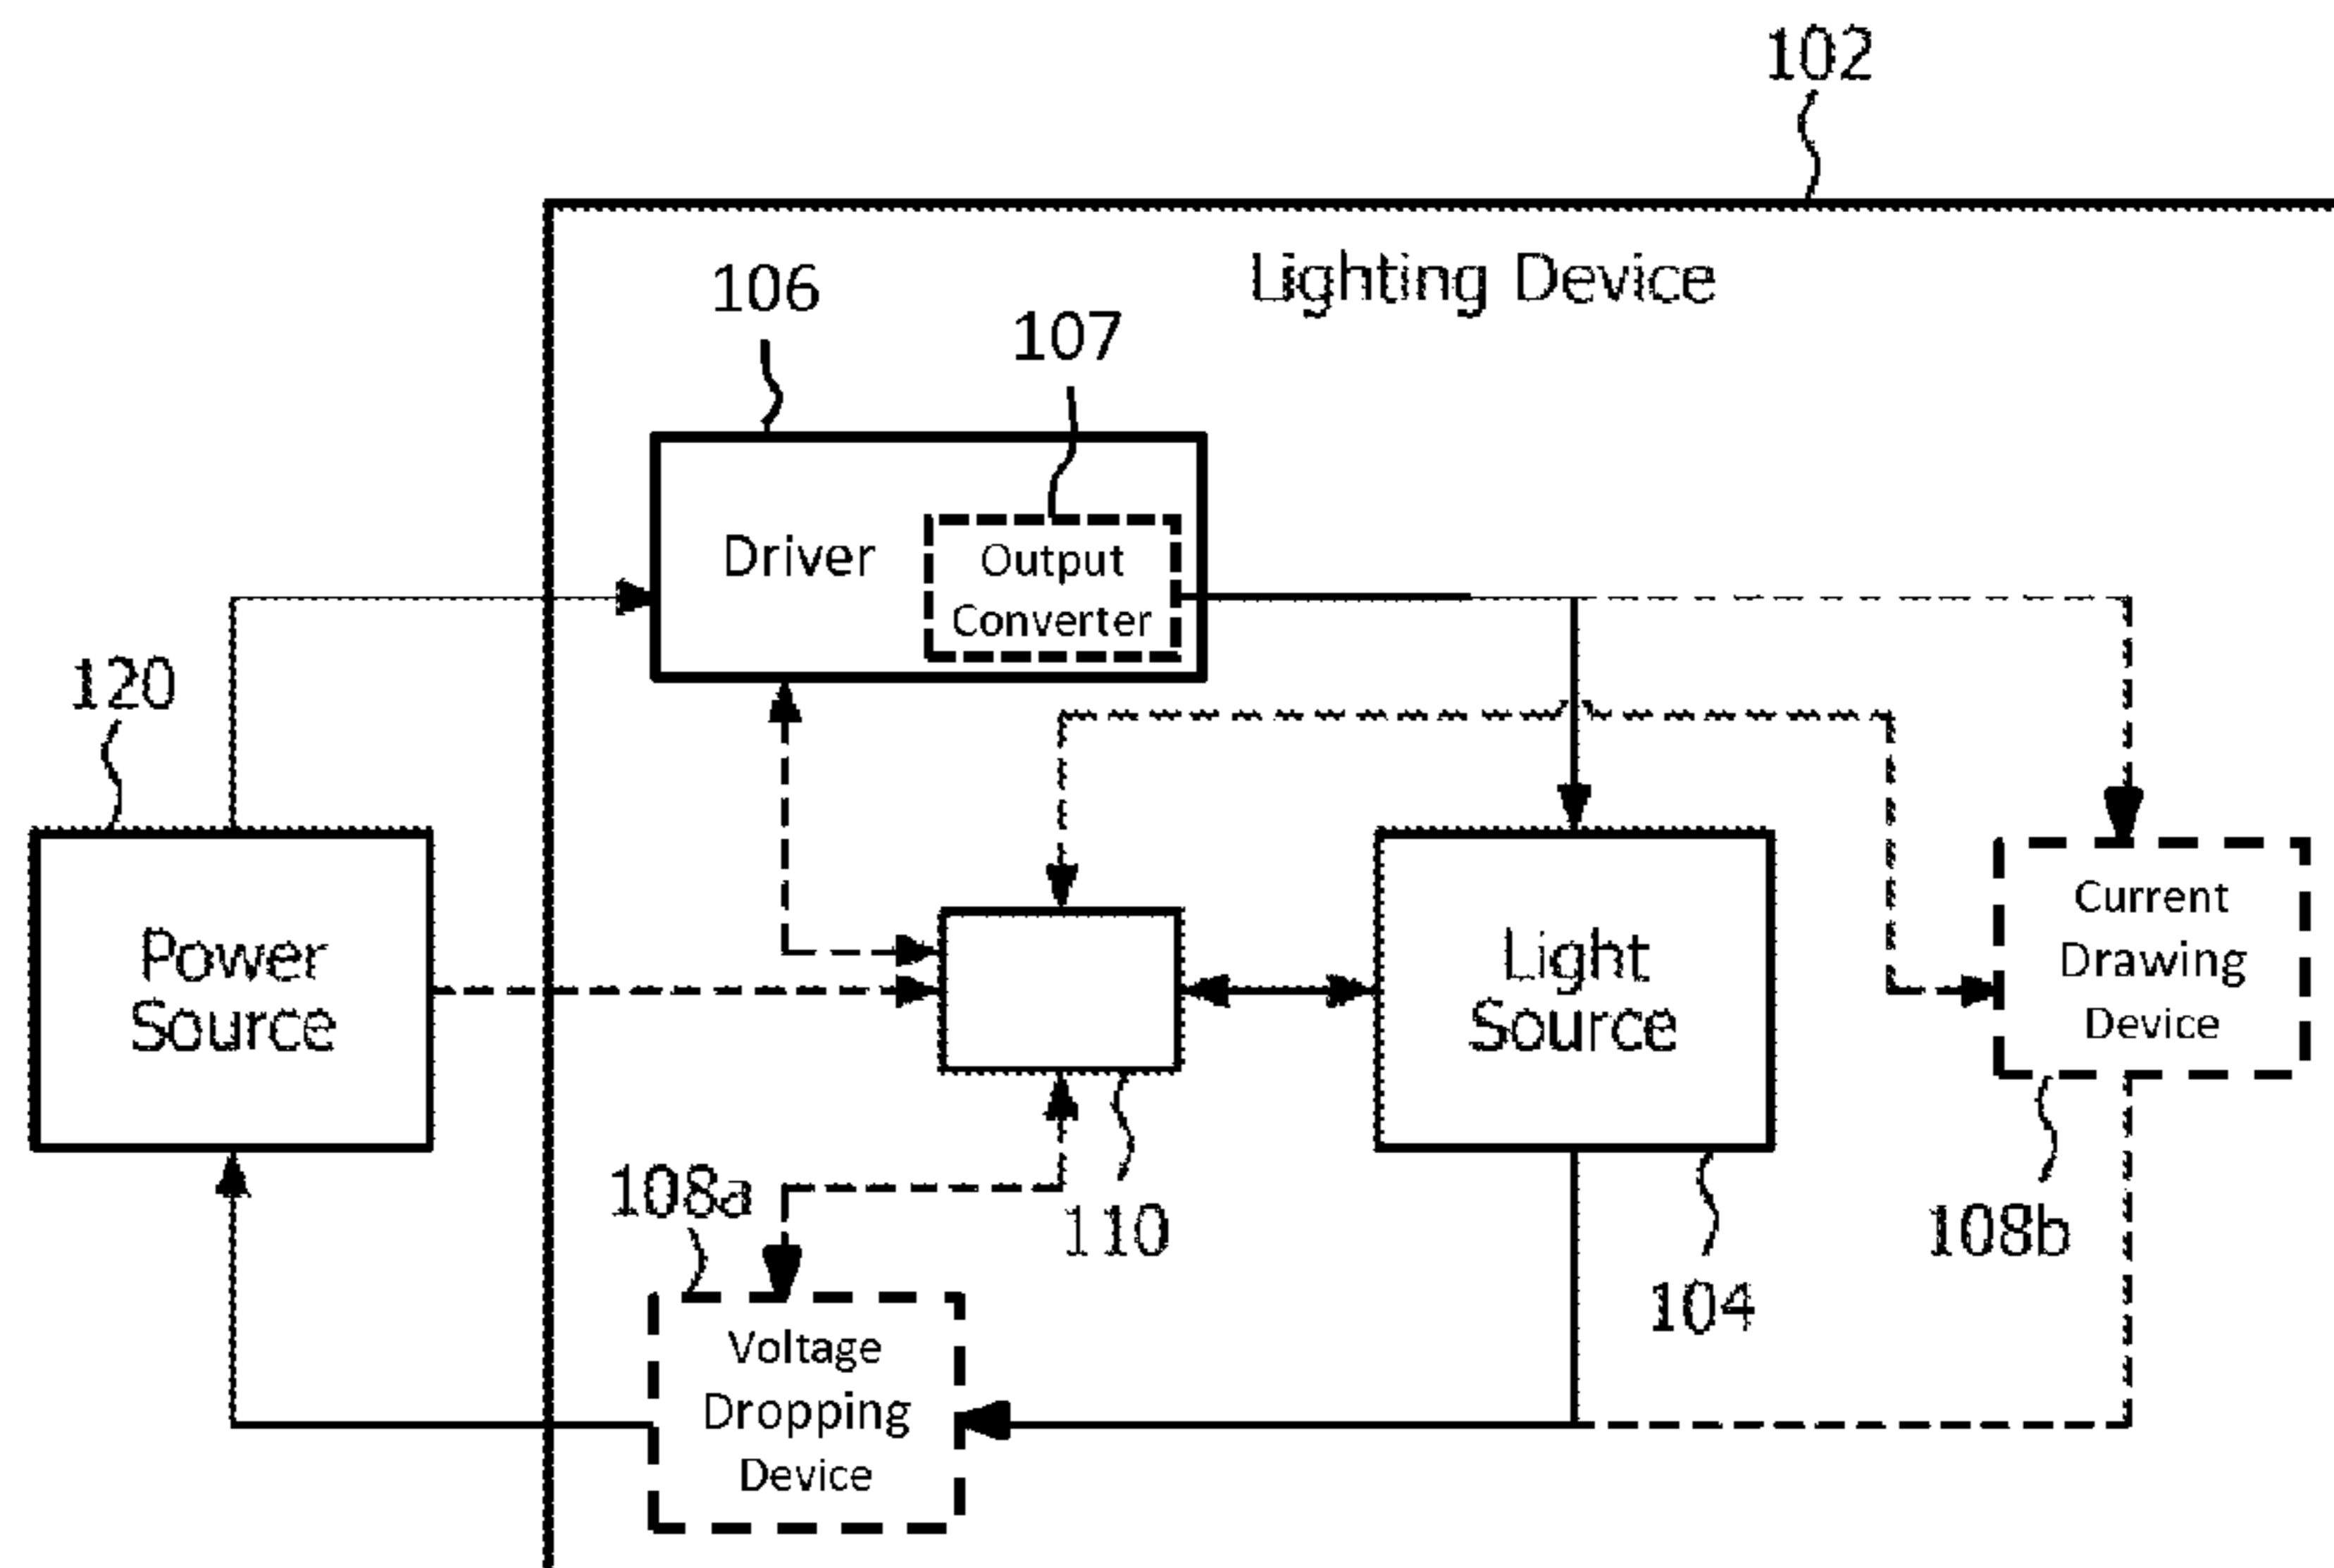 102
Lighting Device
106
107
Driver
Output
Converter
120
Power
Source
Light
Source
Current
Drawing
Device
108a
110
108b
104
Voltage
Dropping
Device